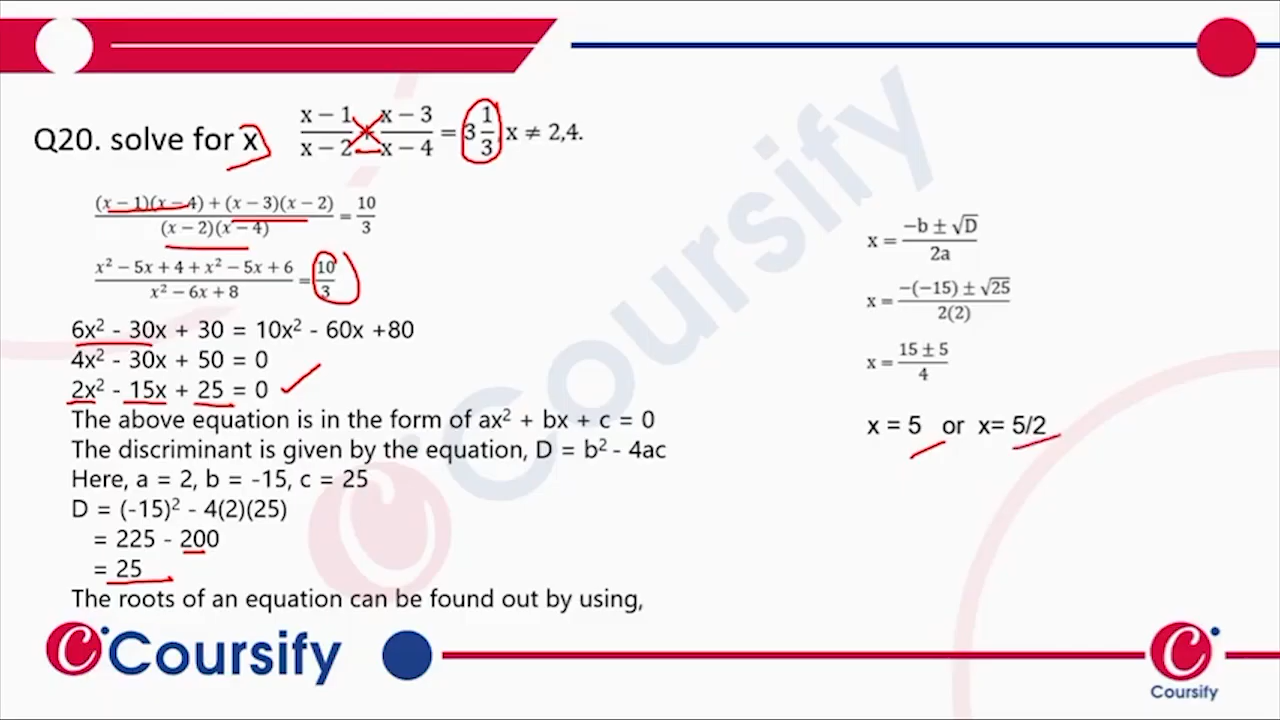 Q20. solve for x (x – 1)/(x – 2) + (x – 3)/(x – 4) = 3 1/3, x ≠ 2,4.
((x – 1)(x – 4) + (x – 3)(x – 2))/((x – 2)(x – 4)) = 10/3
(x² – 5x + 4 + x² – 5x + 6)/(x² – 6x + 8) = 10/3
6x² - 30x + 30 = 10x² - 60x +80
4x² - 30x + 50 = 0
2x² - 15x + 25 = 0
The above equation is in the form of ax² + bx + c = 0
The discriminant is given by the equation, D = b² - 4ac
Here, a = 2, b = -15, c = 25
D = (-15)² - 4(2)(25)
= 225 - 200
= 25
The roots of an equation can be found out by using,
x = (–b ± √D)/2a
x = (–(–15) ± √25)/2(2)
x = (15 ± 5)/4
x = 5 or x= 5/2
Coursify
Coursify
Coursify